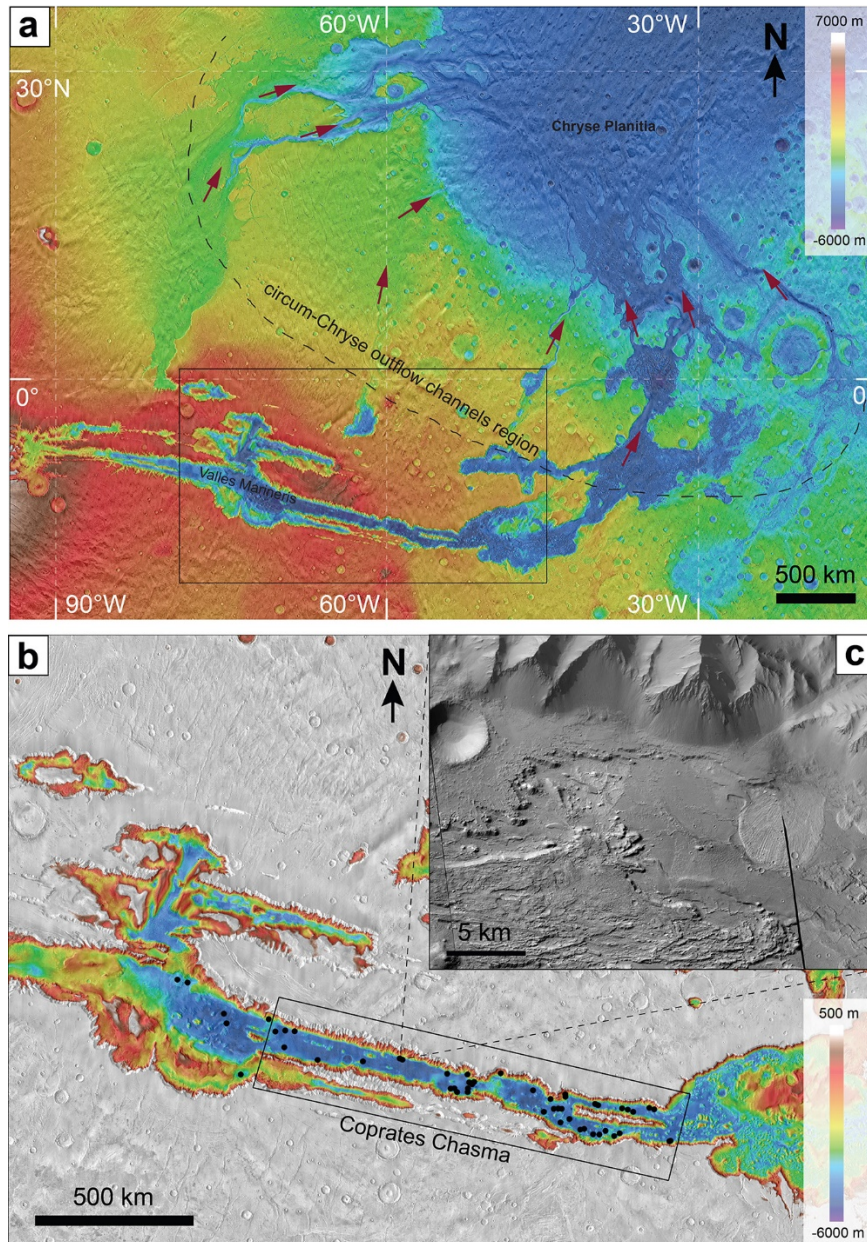 a
60°W
30°W
7000 m
N
30°N
Chryse Planitia
-6000 m
circum-Chryse outflow channels region
0°
0°
Valles Marineris
90°W
60°W
30°W
500 km
b
N
c
5 km
500 m
Coprates Chasma
500 km
-6000 m